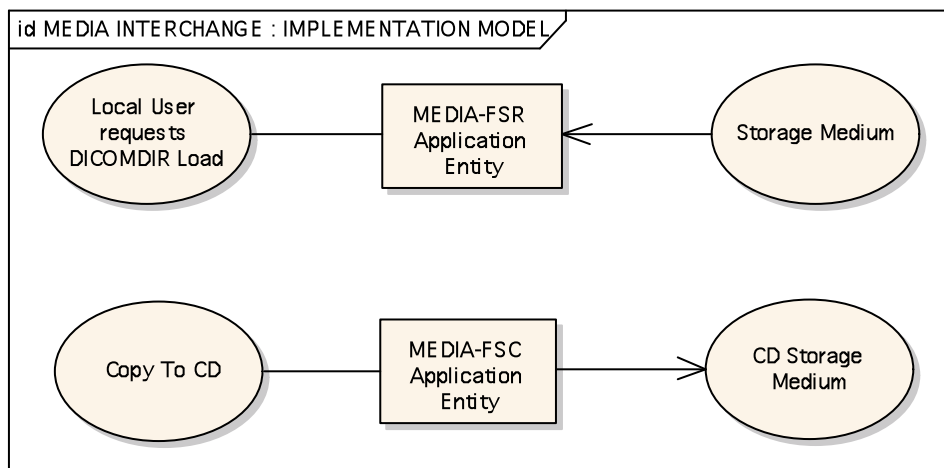 id MEDIA INTERCHANGE : IMPLEMENTATION MODEL
Local User
requests
DICOMDIR Load
MEDIA-FSR
Application
Entity
Storage Medium
Copy To CD
MEDIA-FSC
Application
Entity
CD Storage
Medium